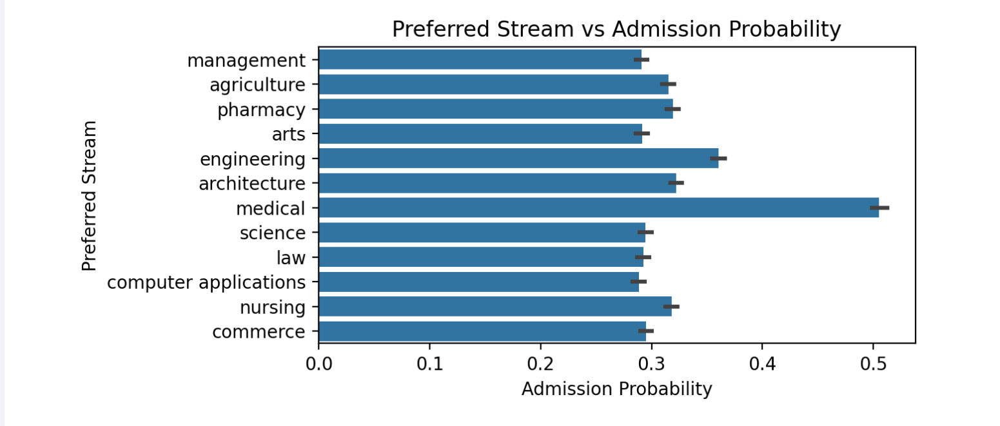 Preferred Stream vs Admission Probability
management
agriculture
pharmacy
arts
engineering
architecture
medical
science
law
computer applications
nursing
commerce
Preferred Stream
0.0 0.1 0.2 0.3 0.4 0.5
Admission Probability